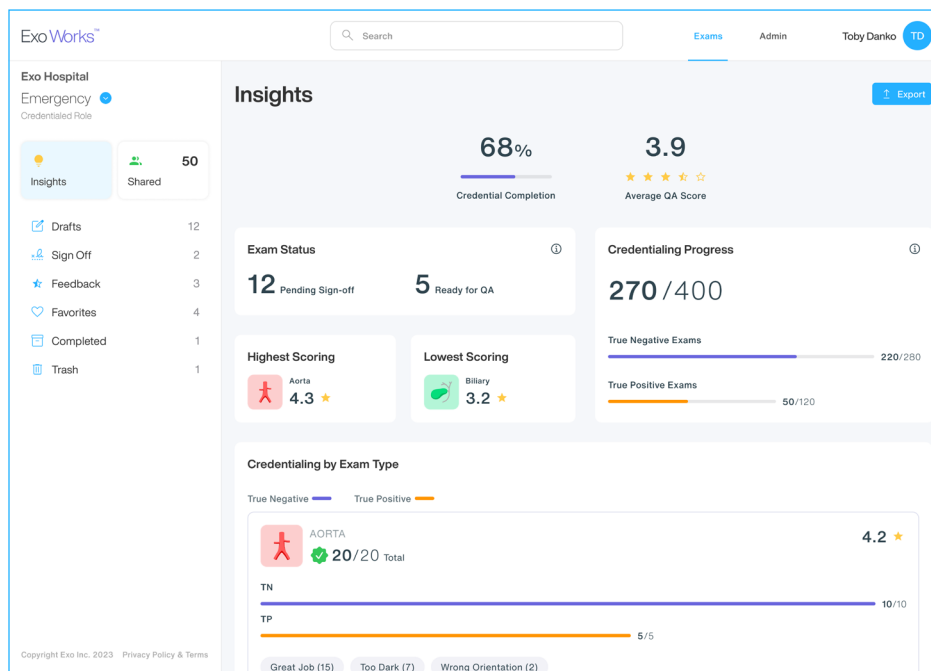 Exo Works™
Search
Exams
Admin
Toby Danko
TD
Exo Hospital
Emergency
Credentialed Role
Insights
50
Shared
Drafts 12
Sign Off 2
Feedback 3
Favorites 4
Completed 1
Trash 1
Copyright Exo Inc. 2023 Privacy Policy & Terms
Insights
Export
68%
Credential Completion
3.9
Average QA Score
Exam Status
12 Pending Sign-off
5 Ready for QA
Credentialing Progress
270/400
True Negative Exams
220/280
True Positive Exams
50/120
Highest Scoring
Aorta
4.3
Lowest Scoring
Biliary
3.2
Credentialing by Exam Type
True Negative
True Positive
AORTA
20/20 Total
4.2
TN
10/10
TP
5/5
Great Job (15)
Too Dark (7)
Wrong Orientation (2)